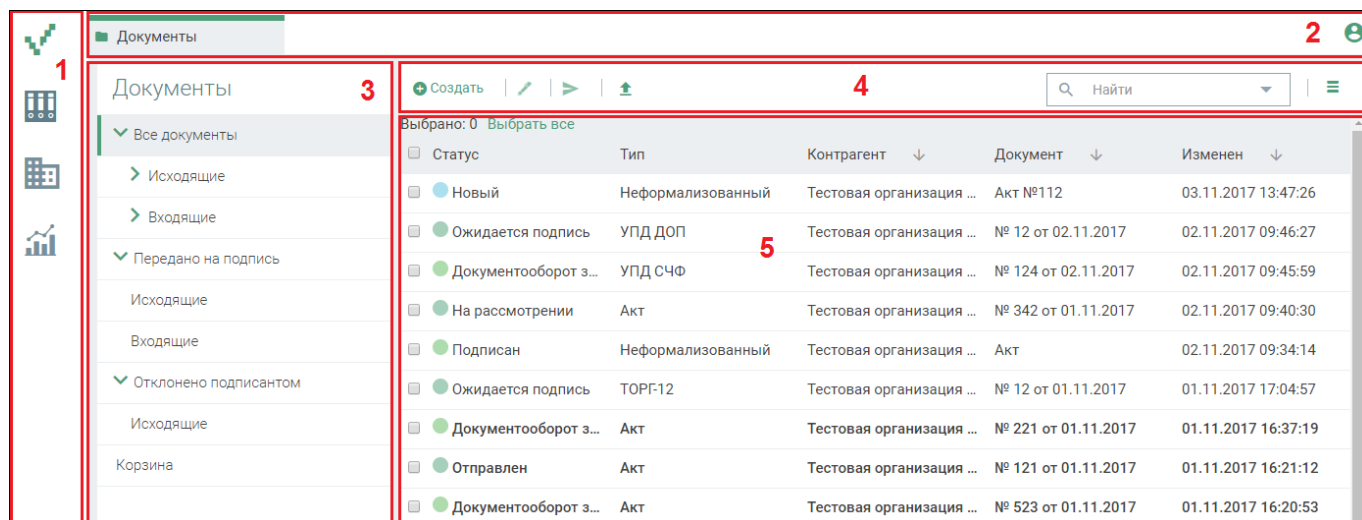 1
2
Документы
3
Документы
Все документы
Исходящие
Входящие
Передано на подпись
Исходящие
Входящие
Отклонено подписантом
Исходящие
Корзина
4
Создать
Найти
Выбрано: 0 Выбрать все
Статус Тип Контрагент Документ Изменен
Новый Неформализованный Тестовая организация ... Акт №112 03.11.2017 13:47:26
5
Ожидается подпись УПД ДОП Тестовая организация ... № 12 от 02.11.2017 02.11.2017 09:46:27
Документооборот з... УПД СЧФ Тестовая организация ... № 124 от 02.11.2017 02.11.2017 09:45:59
На рассмотрении Акт Тестовая организация ... № 342 от 01.11.2017 02.11.2017 09:40:30
Подписан Неформализованный Тестовая организация ... Акт 02.11.2017 09:34:14
Ожидается подпись ТОРГ-12 Тестовая организация ... № 12 от 01.11.2017 01.11.2017 17:04:57
Документооборот з... Акт Тестовая организация ... № 221 от 01.11.2017 01.11.2017 16:37:19
Отправлен Акт Тестовая организация ... № 121 от 01.11.2017 01.11.2017 16:21:12
Документооборот з... Акт Тестовая организация ... № 523 от 01.11.2017 01.11.2017 16:20:53